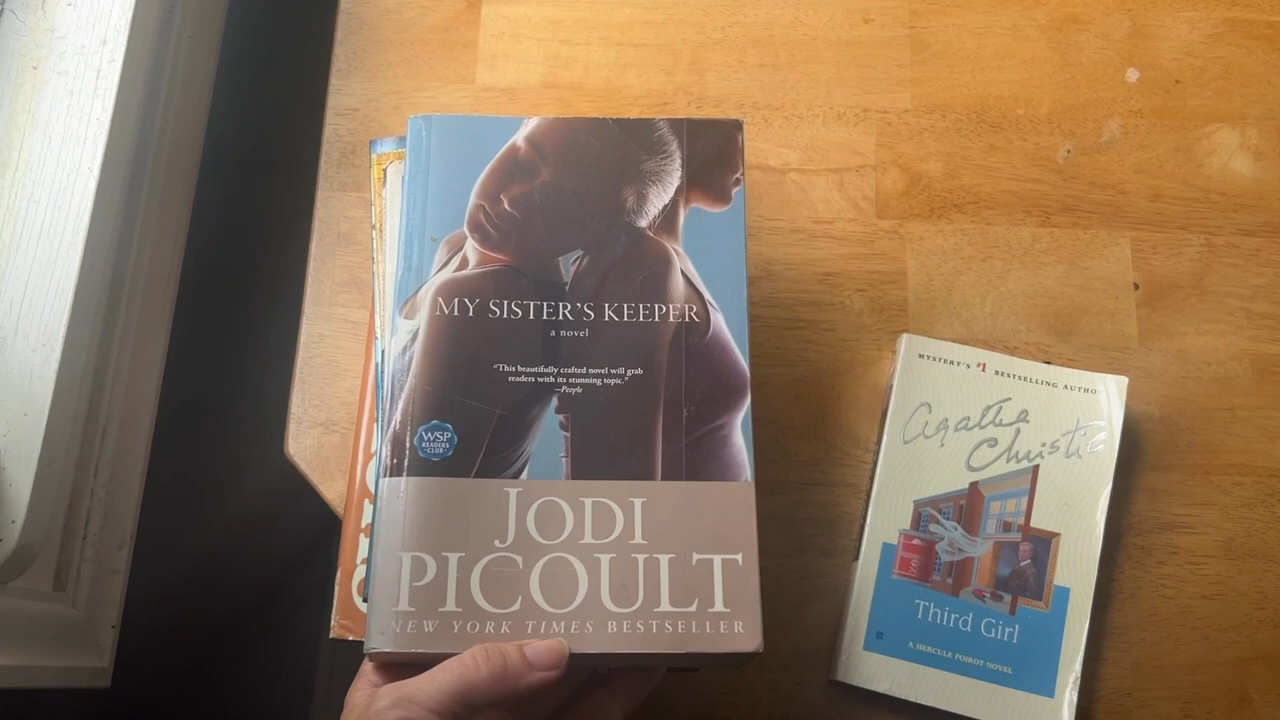 MY SISTER'S KEEPER
a novel
"This beautifully crafted novel will grab
readers with its stunning topic."
—People
WSP
READERS
CLUB
JODI
PICOULT
NEW YORK TIMES BESTSELLER
MYSTERY'S #1 BESTSELLING AUTHOR
Agatha
Christie
Third Girl
A HERCULE POIROT NOVEL